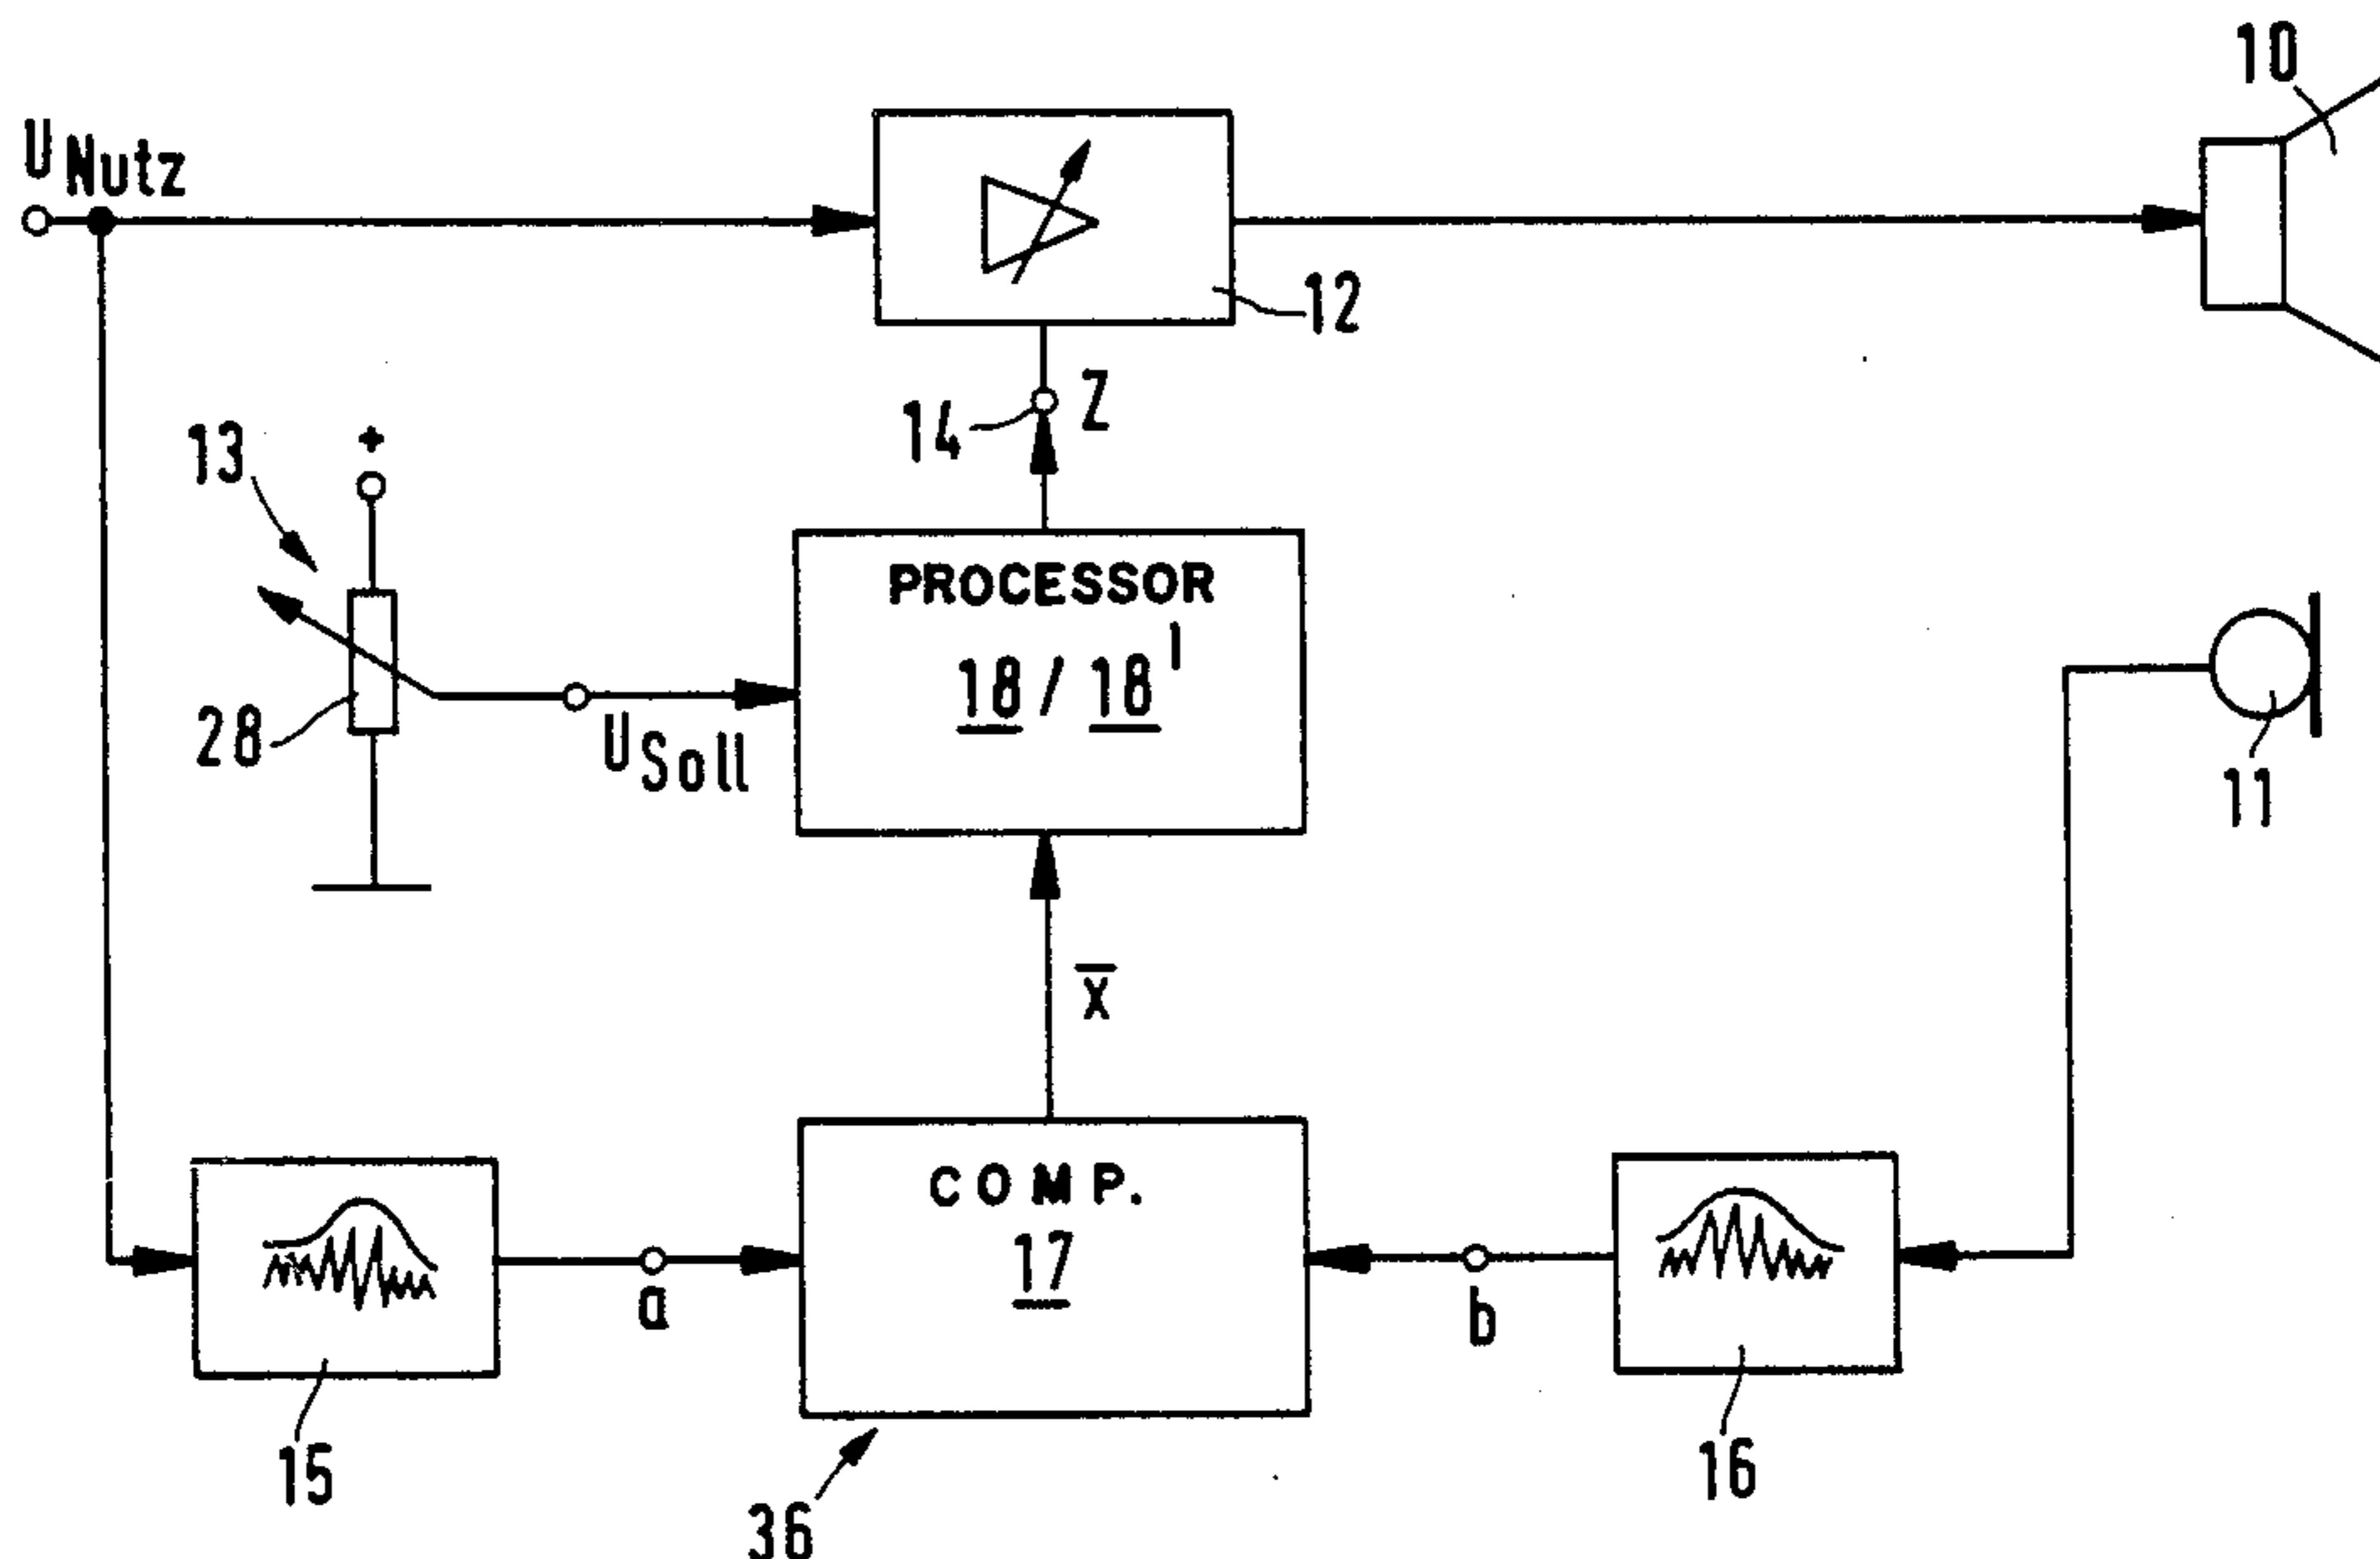 10
U Nutz
12
14
Z
13
+
PROCESSOR
18 / 18'
28
U Soll
11
x̅
COMP.
17
a
b
15
16
36